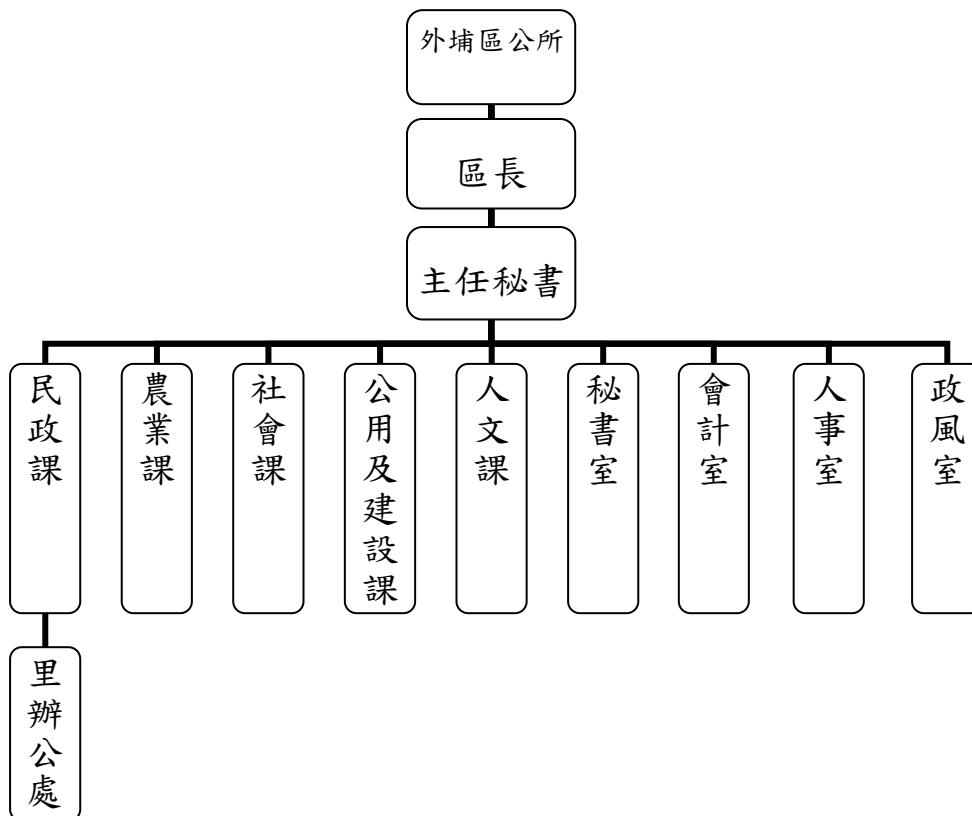 外埔區公所
區長
主任秘書
民政課
農業課
社會課
公用及建設課
人文課
秘書室
會計室
人事室
政風室
里辦公處